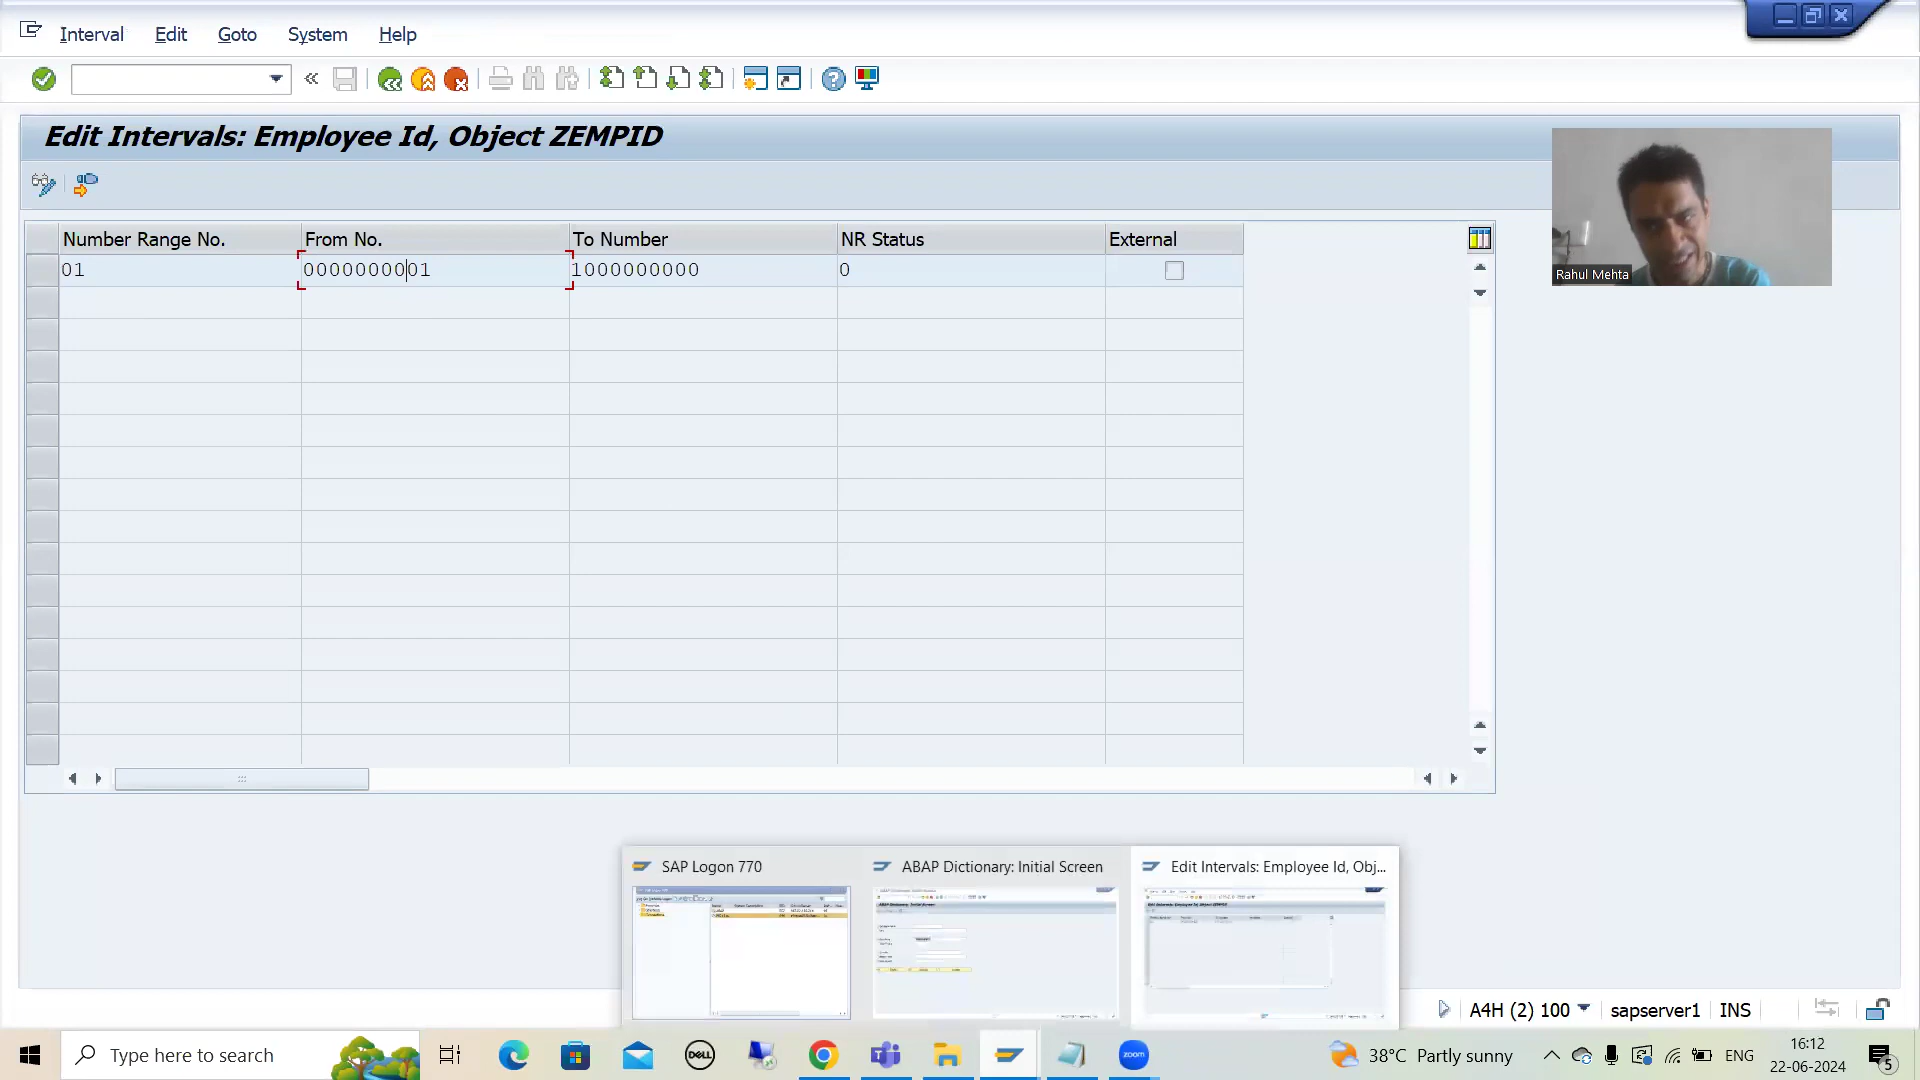 Interval Edit Goto System Help
Edit Intervals: Employee Id, Object ZEMPID
Number Range No. From No. To Number NR Status External
01 0000000001 1000000000 0
Rahul Mehta
SAP Logon 770
ABAP Dictionary: Initial Screen
Edit Intervals: Employee Id, Obj...
A4H (2) 100 sapserver1 INS
Type here to search
DELL
zoom
38°C Partly sunny
ENG
16:12
22-06-2024
5